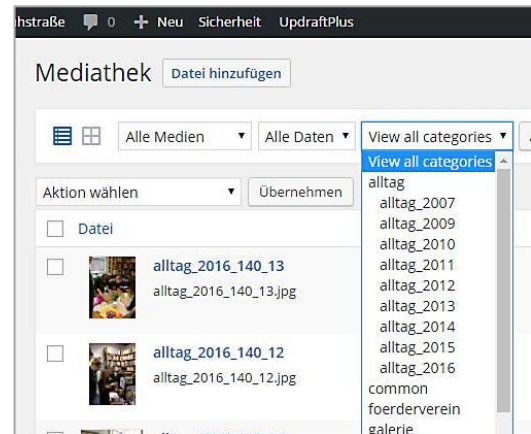 hstraße 0 + Neu Sicherheit UpdraftPlus
Mediathek Datei hinzufügen
Alle Medien Alle Daten View all categories
View all categories
alltag
alltag_2007
alltag_2009
alltag_2010
alltag_2011
alltag_2012
alltag_2013
alltag_2014
alltag_2015
alltag_2016
common
foerderverein
galerie
Aktion wählen Übernehmen
Datei
alltag_2016_140_13
alltag_2016_140_13.jpg
alltag_2016_140_12
alltag_2016_140_12.jpg